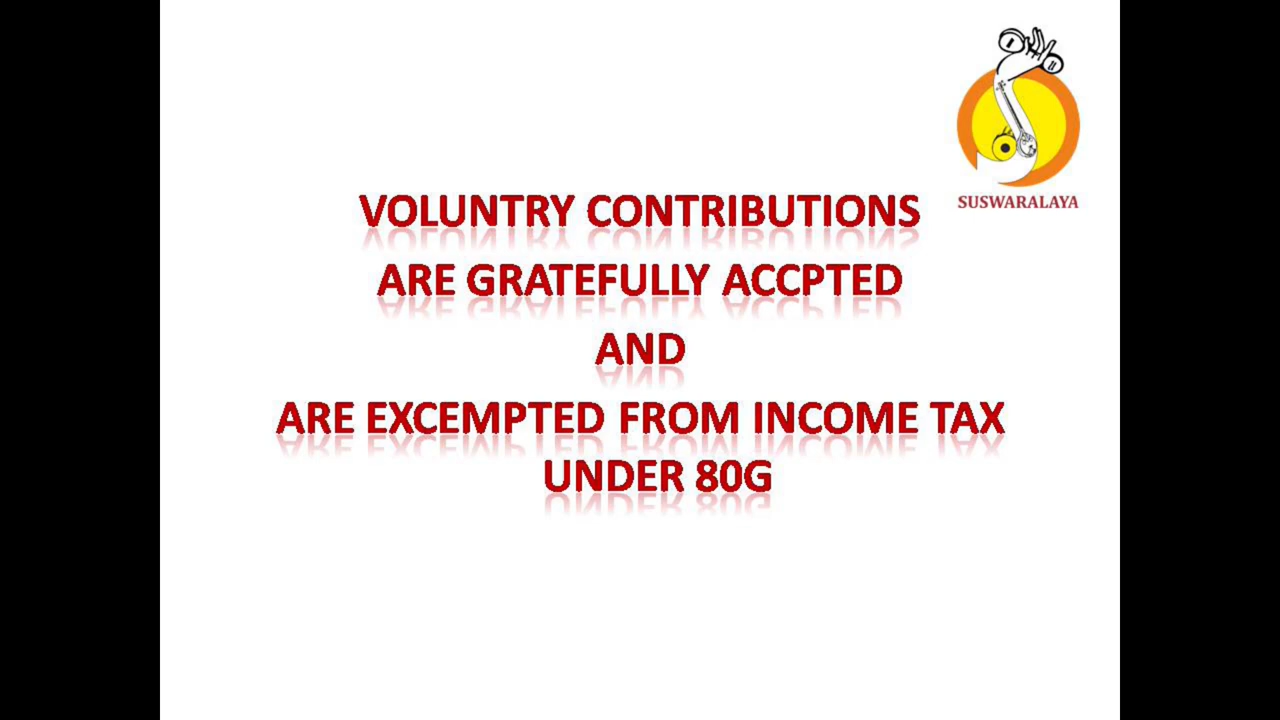 SUSWARALAYA
VOLUNTRY CONTRIBUTIONS
ARE GRATEFULLY ACCPTED
AND
ARE EXCEMPTED FROM INCOME TAX
UNDER 80G